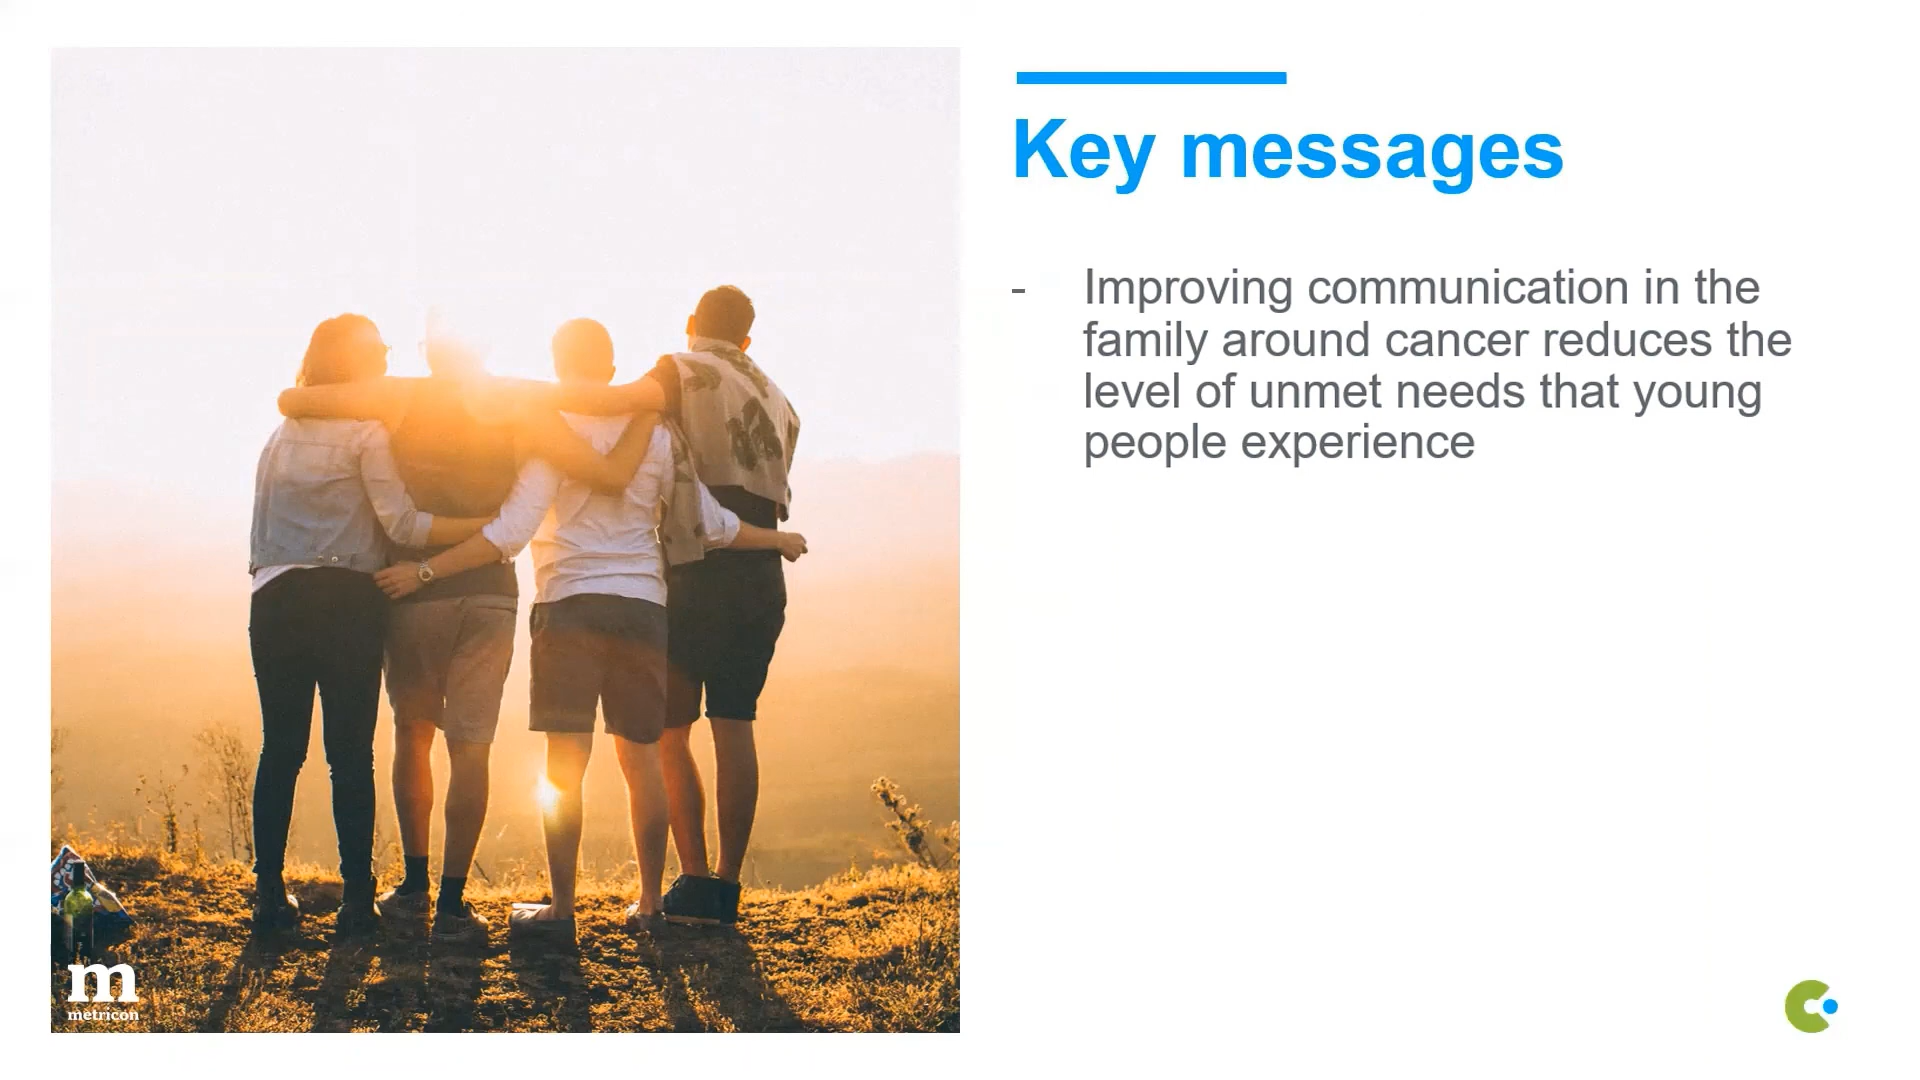 Key messages
- Improving communication in the
family around cancer reduces the
level of unmet needs that young
people experience
m
metricon